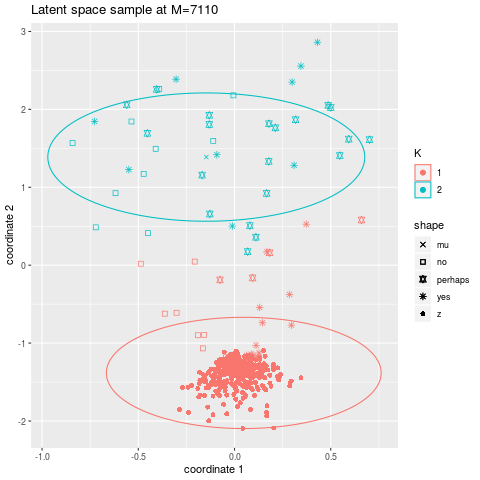 Latent space sample at M=7110
3
2
1
0
-1
-2
-1.0
-0.5
0.0
0.5
coordinate 1
coordinate 2
K
1
2
shape
mu
no
perhaps
yes
z